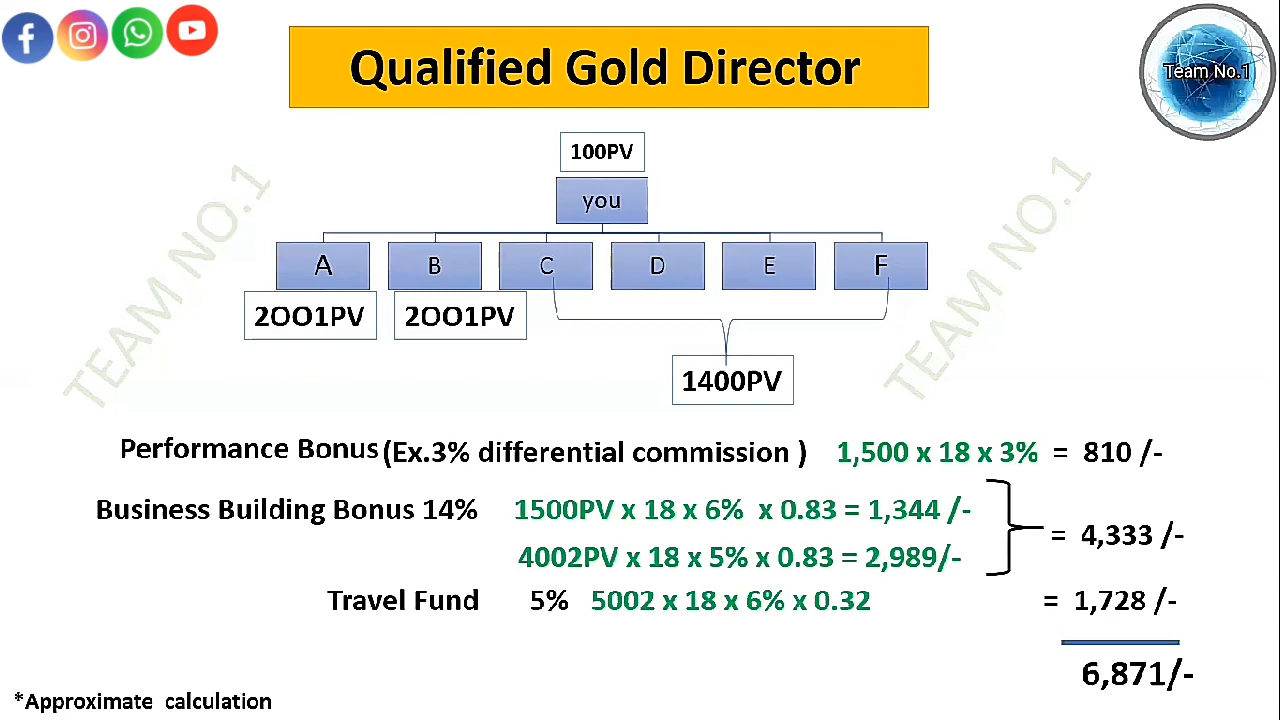 Qualified Gold Director
Team No.1
100PV
you
A B C D E F
2OO1PV 2OO1PV
1400PV
TEAM NO.1
TEAM NO.1
Performance Bonus (Ex.3% differential commission ) 1,500 x 18 x 3% = 810 /-
Business Building Bonus 14% 1500PV x 18 x 6% x 0.83 = 1,344 /-
= 4,333 /-
4002PV x 18 x 5% x 0.83 = 2,989/-
Travel Fund 5% 5002 x 18 x 6% x 0.32 = 1,728 /-
6,871/-
*Approximate calculation